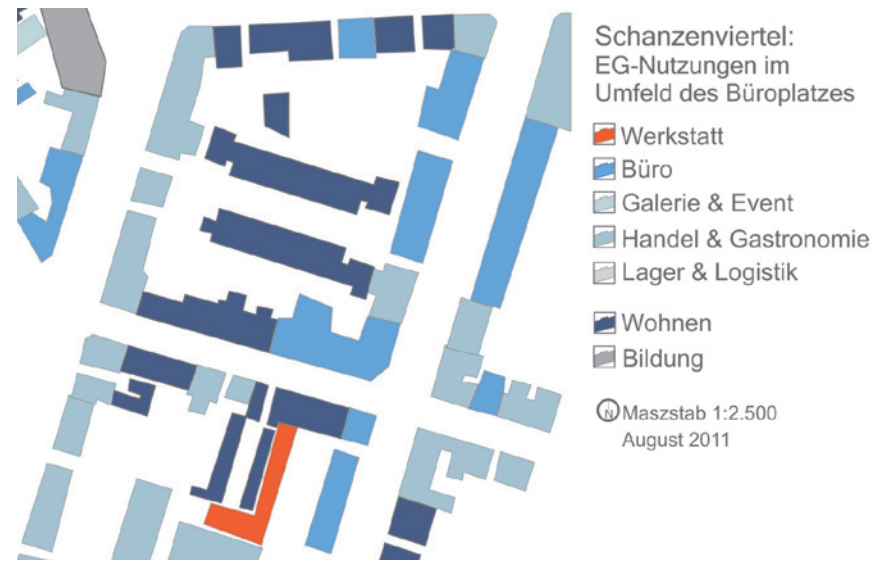 Schanzenviertel:
EG-Nutzungen im
Umfeld des Büroplatzes
Werkstatt
Büro
Galerie & Event
Handel & Gastronomie
Lager & Logistik
Wohnen
Bildung
N Maszstab 1:2.500
August 2011